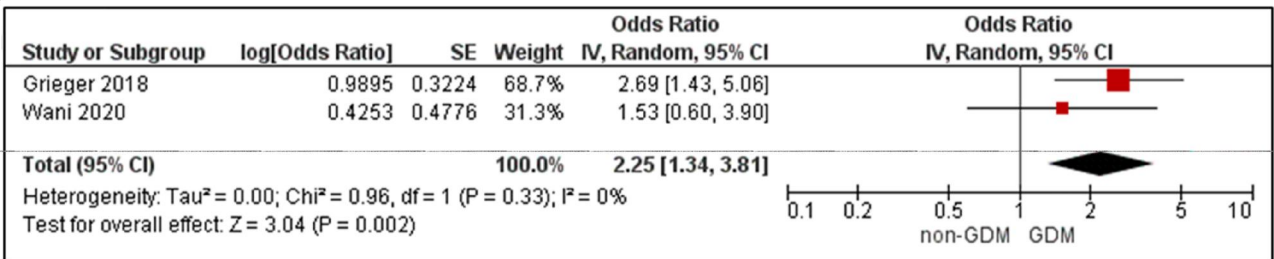 Odds Ratio Odds Ratio
Study or Subgroup log[Odds Ratio] SE Weight IV, Random, 95% CI IV, Random, 95% CI
Grieger 2018 0.9895 0.3224 68.7% 2.69 [1.43, 5.06]
Wani 2020 0.4253 0.4776 31.3% 1.53 [0.60, 3.90]
Total (95% CI) 100.0% 2.25 [1.34, 3.81]
Heterogeneity: Tau² = 0.00; Chi² = 0.96, df = 1 (P = 0.33); I² = 0%
Test for overall effect: Z = 3.04 (P = 0.002)
0.1 0.2 0.5 1 2 5 10
non-GDM GDM